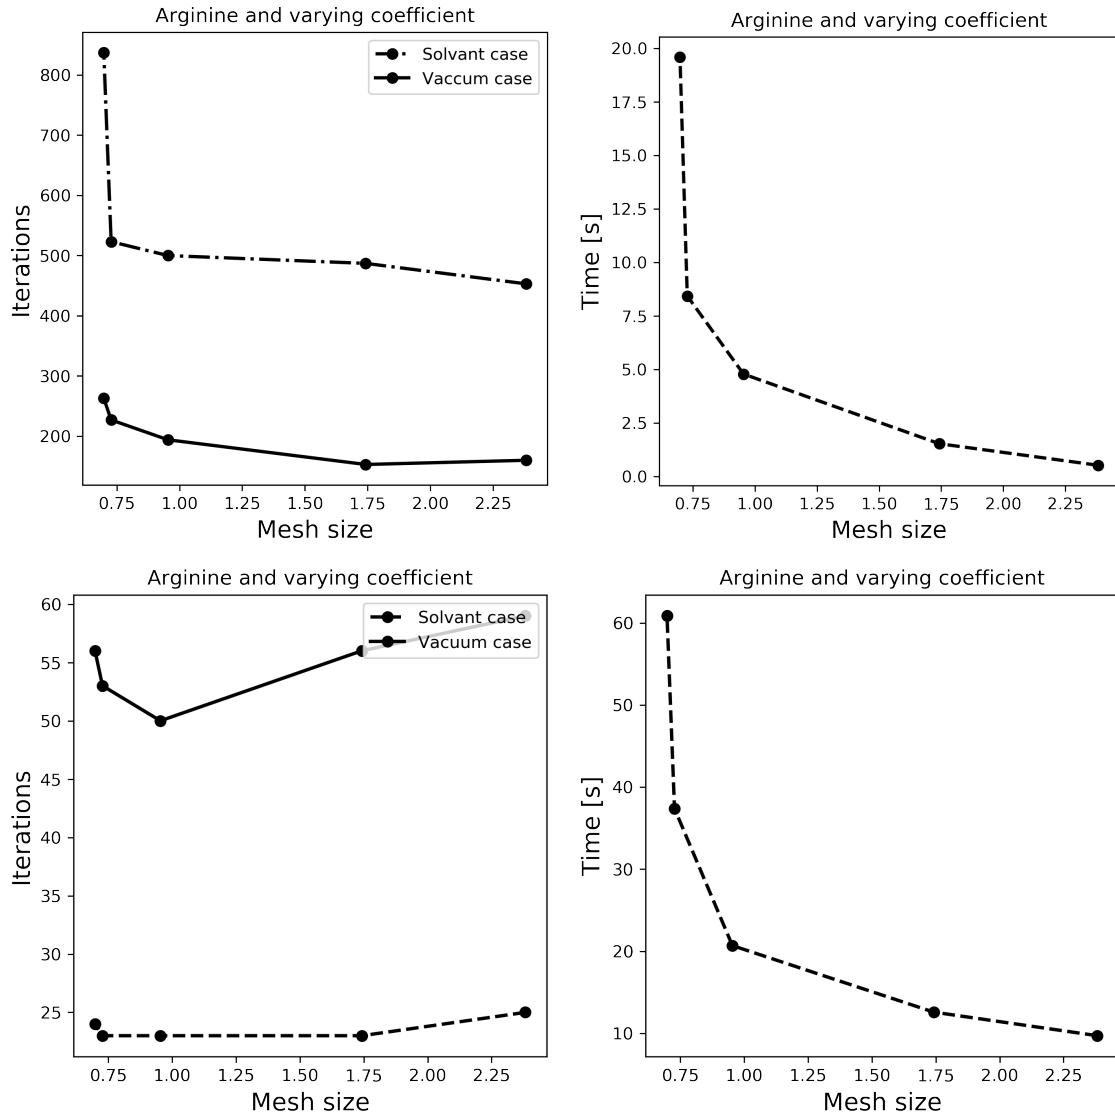 Arginine and varying coefficient
Solvant case
Vaccum case
800
700
600
500
400
300
200
Iterations
0.75 1.00 1.25 1.50 1.75 2.00 2.25
Mesh size
Arginine and varying coefficient
20.0
17.5
15.0
12.5
10.0
7.5
5.0
2.5
0.0
Time [s]
0.75 1.00 1.25 1.50 1.75 2.00 2.25
Mesh size
Arginine and varying coefficient
Solvant case
Vacuum case
60
55
50
45
40
35
30
25
Iterations
0.75 1.00 1.25 1.50 1.75 2.00 2.25
Mesh size
Arginine and varying coefficient
60
50
40
30
20
10
Time [s]
0.75 1.00 1.25 1.50 1.75 2.00 2.25
Mesh size